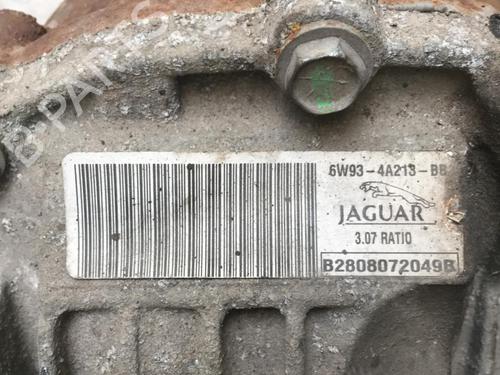 B-PARTS
6W93-4A213-BB
JAGUAR
3.07 RATIO
B2808072049B